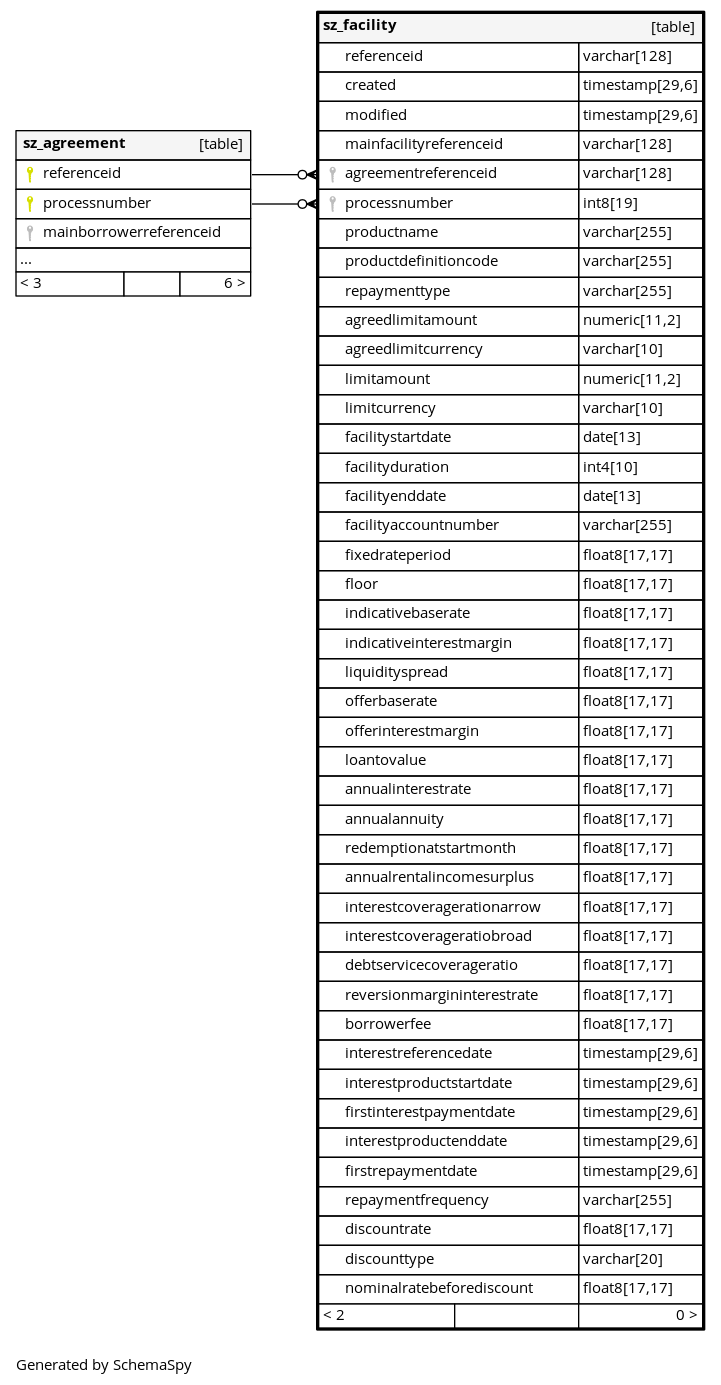 sz_facility [table]
referenceid varchar[128]
created timestamp[29,6]
modified timestamp[29,6]
mainfacilityreferenceid varchar[128]
agreementreferenceid varchar[128]
processnumber int8[19]
productname varchar[255]
productdefinitioncode varchar[255]
repaymenttype varchar[255]
agreedlimitamount numeric[11,2]
agreedlimitcurrency varchar[10]
limitamount numeric[11,2]
limitcurrency varchar[10]
facilitystartdate date[13]
facilityduration int4[10]
facilityenddate date[13]
facilityaccountnumber varchar[255]
fixedrateperiod float8[17,17]
floor float8[17,17]
indicativebaserate float8[17,17]
indicativeinterestmargin float8[17,17]
liquidityspread float8[17,17]
offerbaserate float8[17,17]
offerinterestmargin float8[17,17]
loantovalue float8[17,17]
annualinterestrate float8[17,17]
annualannuity float8[17,17]
redemptionatstartmonth float8[17,17]
annualrentalincomesurplus float8[17,17]
interestcoveragerationarrow float8[17,17]
interestcoverageratiobroad float8[17,17]
debtservicecoverageratio float8[17,17]
reversionmargininterestrate float8[17,17]
borrowerfee float8[17,17]
interestreferencedate timestamp[29,6]
interestproductstartdate timestamp[29,6]
firstinterestpaymentdate timestamp[29,6]
interestproductenddate timestamp[29,6]
firstrepaymentdate timestamp[29,6]
repaymentfrequency varchar[255]
discountrate float8[17,17]
discounttype varchar[20]
nominalratebeforediscount float8[17,17]
< 2 0 >
sz_agreement [table]
referenceid
processnumber
mainborrowerreferenceid
...
< 3 6 >
Generated by SchemaSpy